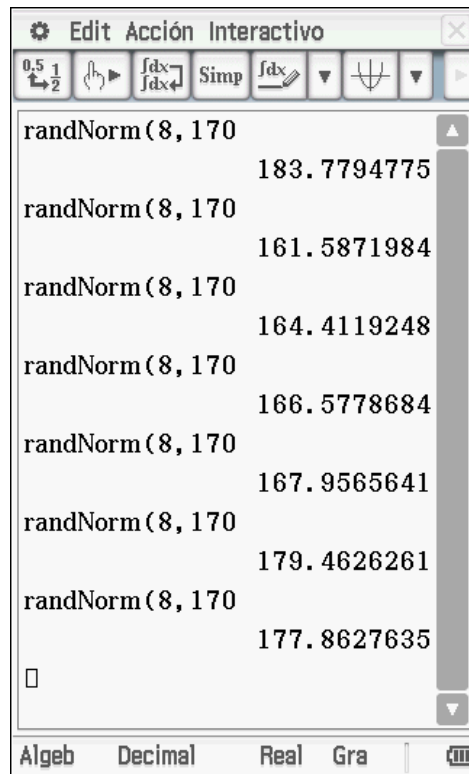 Edit Acción Interactivo
0.5 1 2 ∫dx ∫dx Simp ∫dx
randNorm(8,170
183.7794775
randNorm(8,170
161.5871984
randNorm(8,170
164.4119248
randNorm(8,170
166.5778684
randNorm(8,170
167.9565641
randNorm(8,170
179.4626261
randNorm(8,170
177.8627635
Algeb Decimal Real Gra